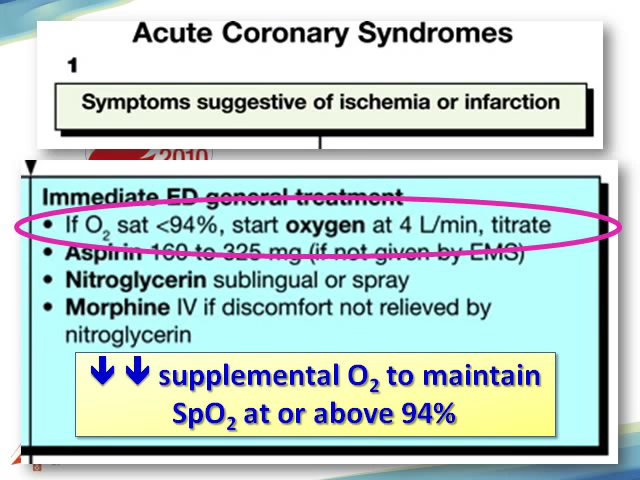 Acute Coronary Syndromes
1
Symptoms suggestive of ischemia or infarction
2010
Immediate ED general treatment
• If O₂ sat <94%, start oxygen at 4 L/min, titrate
• Aspirin 160 to 325 mg (if not given by EMS)
• Nitroglycerin sublingual or spray
• Morphine IV if discomfort not relieved by
nitroglycerin
🡻 🡻 supplemental O₂ to maintain
SpO₂ at or above 94%